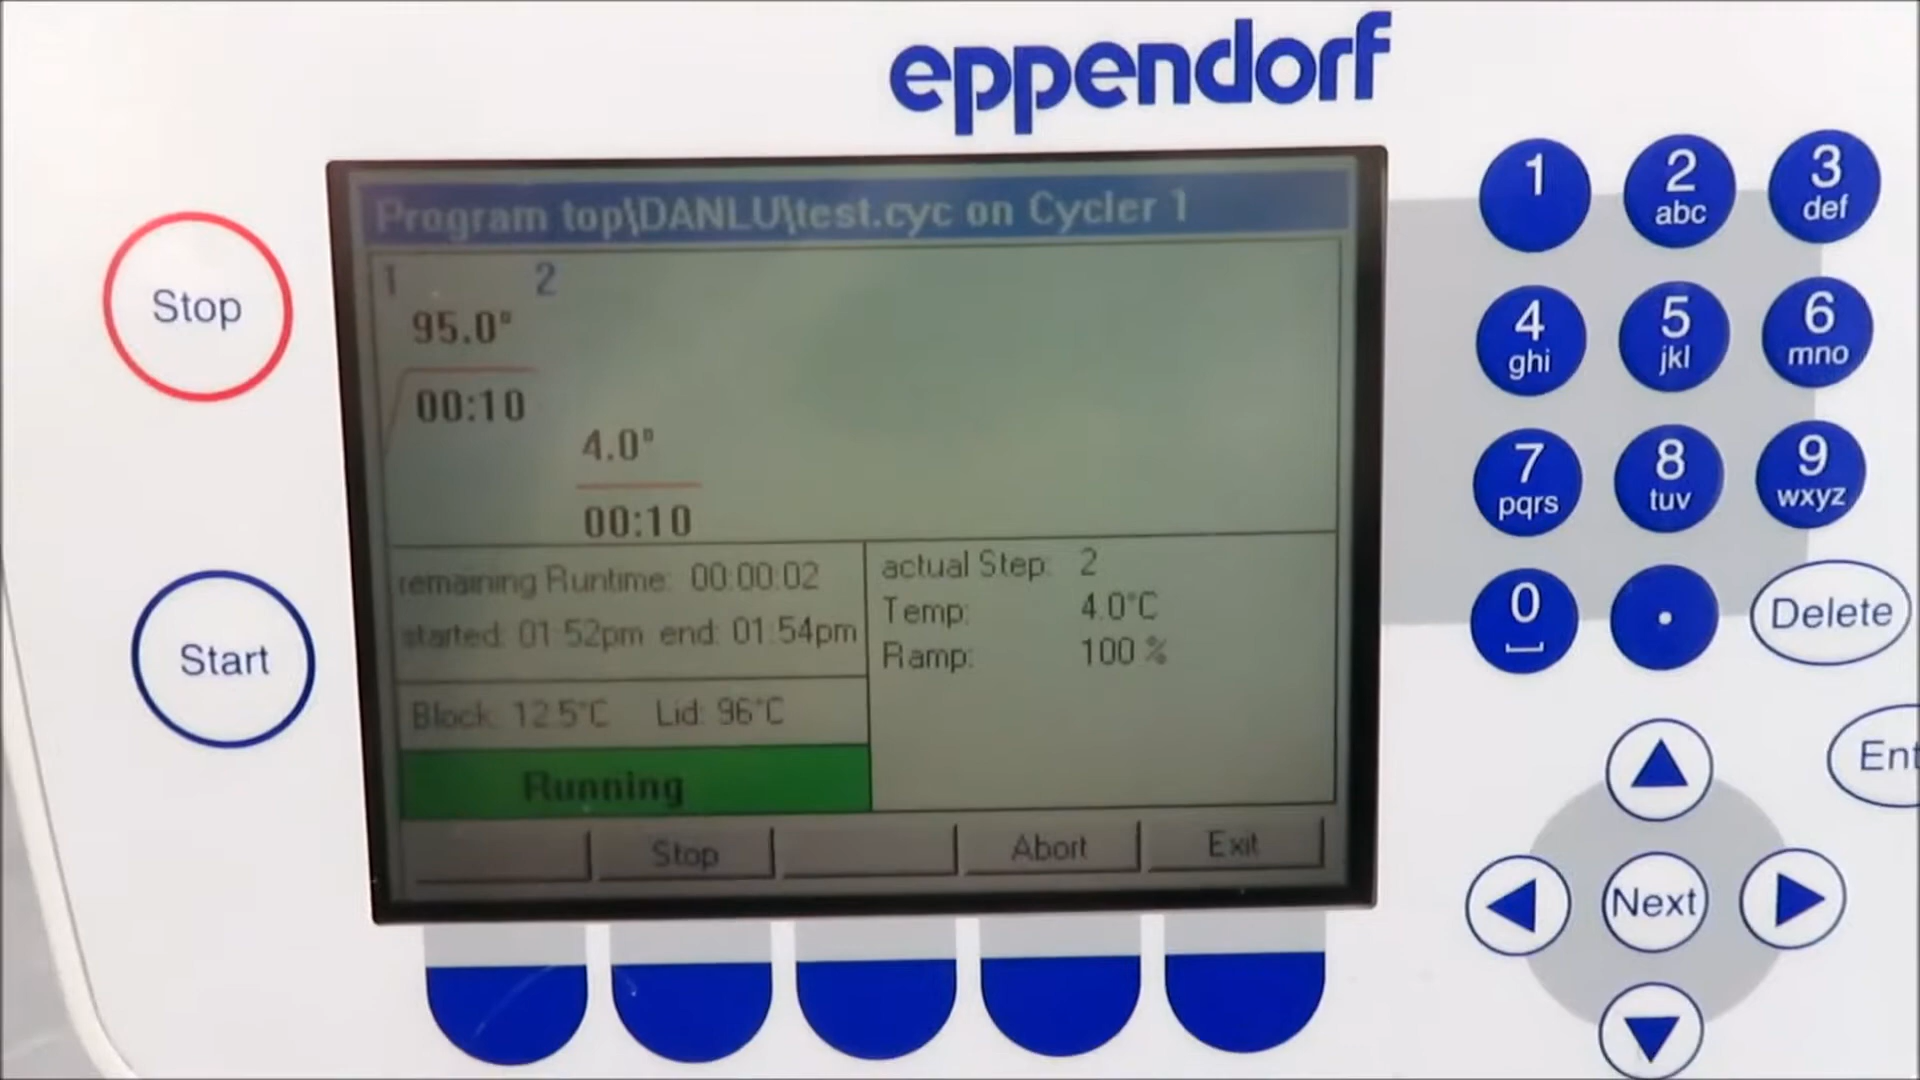 eppendorf
Program top\DANLU\test.cyc on Cycler 1
1 2
95.0°
00:10
4.0°
00:10
remaining Runtime: 00:00:02
started: 01:52pm end: 01:54pm
Block: 12.5°C Lid: 96°C
Running
actual Step: 2
Temp: 4.0°C
Ramp: 100 %
Stop Abort Exit
Stop
Start
1
2
abc
3
def
4
ghi
5
jkl
6
mno
7
pqrs
8
tuv
9
wxyz
0
.
Delete
Ent
Next